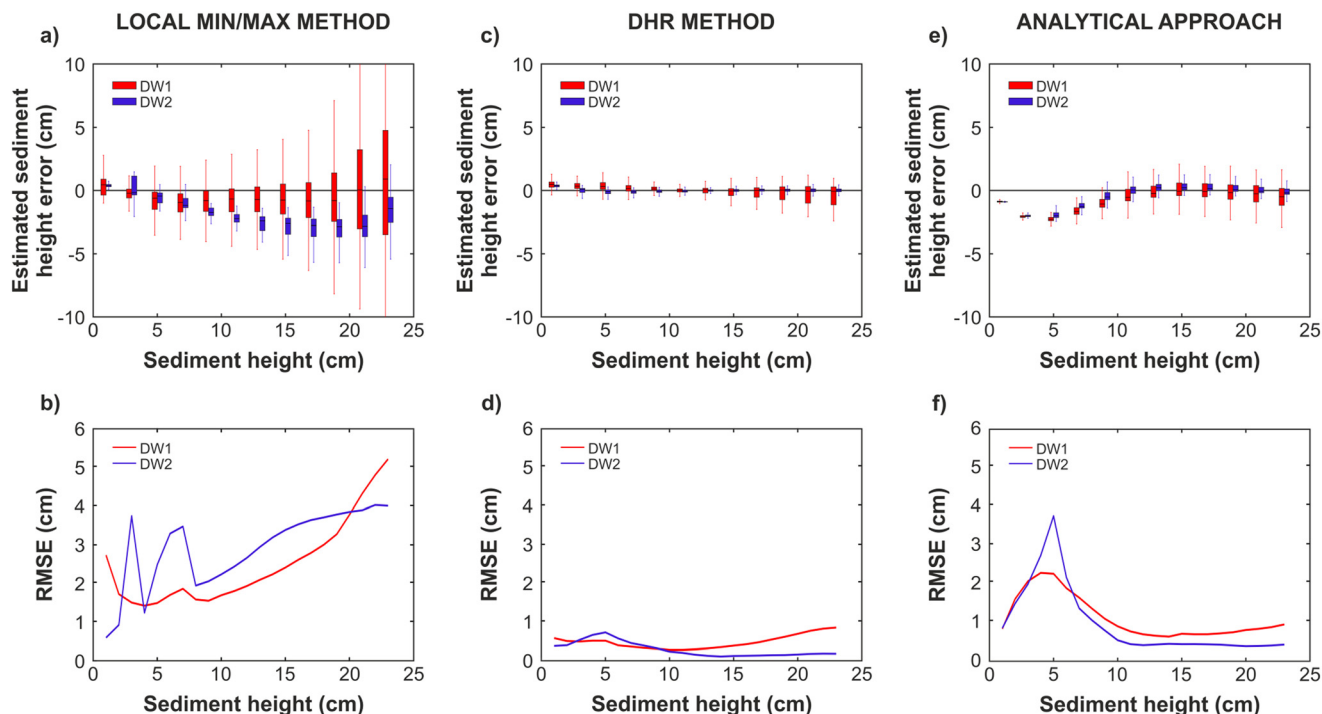 LOCAL MIN/MAX METHOD
DHR METHOD
ANALYTICAL APPROACH
a)
10
5
0
-5
-10
0
5
10
15
20
25
DW1
DW2
Estimated sediment
height error (cm)
Sediment height (cm)
c)
10
5
0
-5
-10
0
5
10
15
20
25
DW1
DW2
Estimated sediment
height error (cm)
Sediment height (cm)
e)
10
5
0
-5
-10
0
5
10
15
20
25
DW1
DW2
Estimated sediment
height error (cm)
Sediment height (cm)
b)
6
5
4
3
2
1
0
0
5
10
15
20
25
DW1
DW2
RMSE (cm)
Sediment height (cm)
d)
6
5
4
3
2
1
0
0
5
10
15
20
25
DW1
DW2
RMSE (cm)
Sediment height (cm)
f)
6
5
4
3
2
1
0
0
5
10
15
20
25
DW1
DW2
RMSE (cm)
Sediment height (cm)